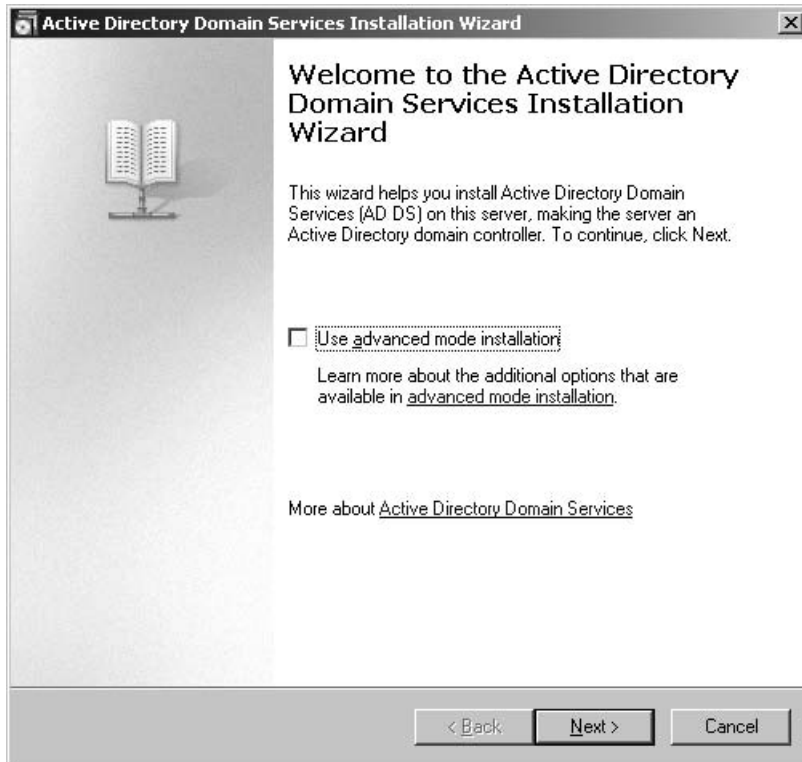 Active Directory Domain Services Installation Wizard
Welcome to the Active Directory
Domain Services Installation
Wizard
This wizard helps you install Active Directory Domain
Services (AD DS) on this server, making the server an
Active Directory domain controller. To continue, click Next.
Use advanced mode installation
Learn more about the additional options that are
available in advanced mode installation.
More about Active Directory Domain Services
< Back Next > Cancel